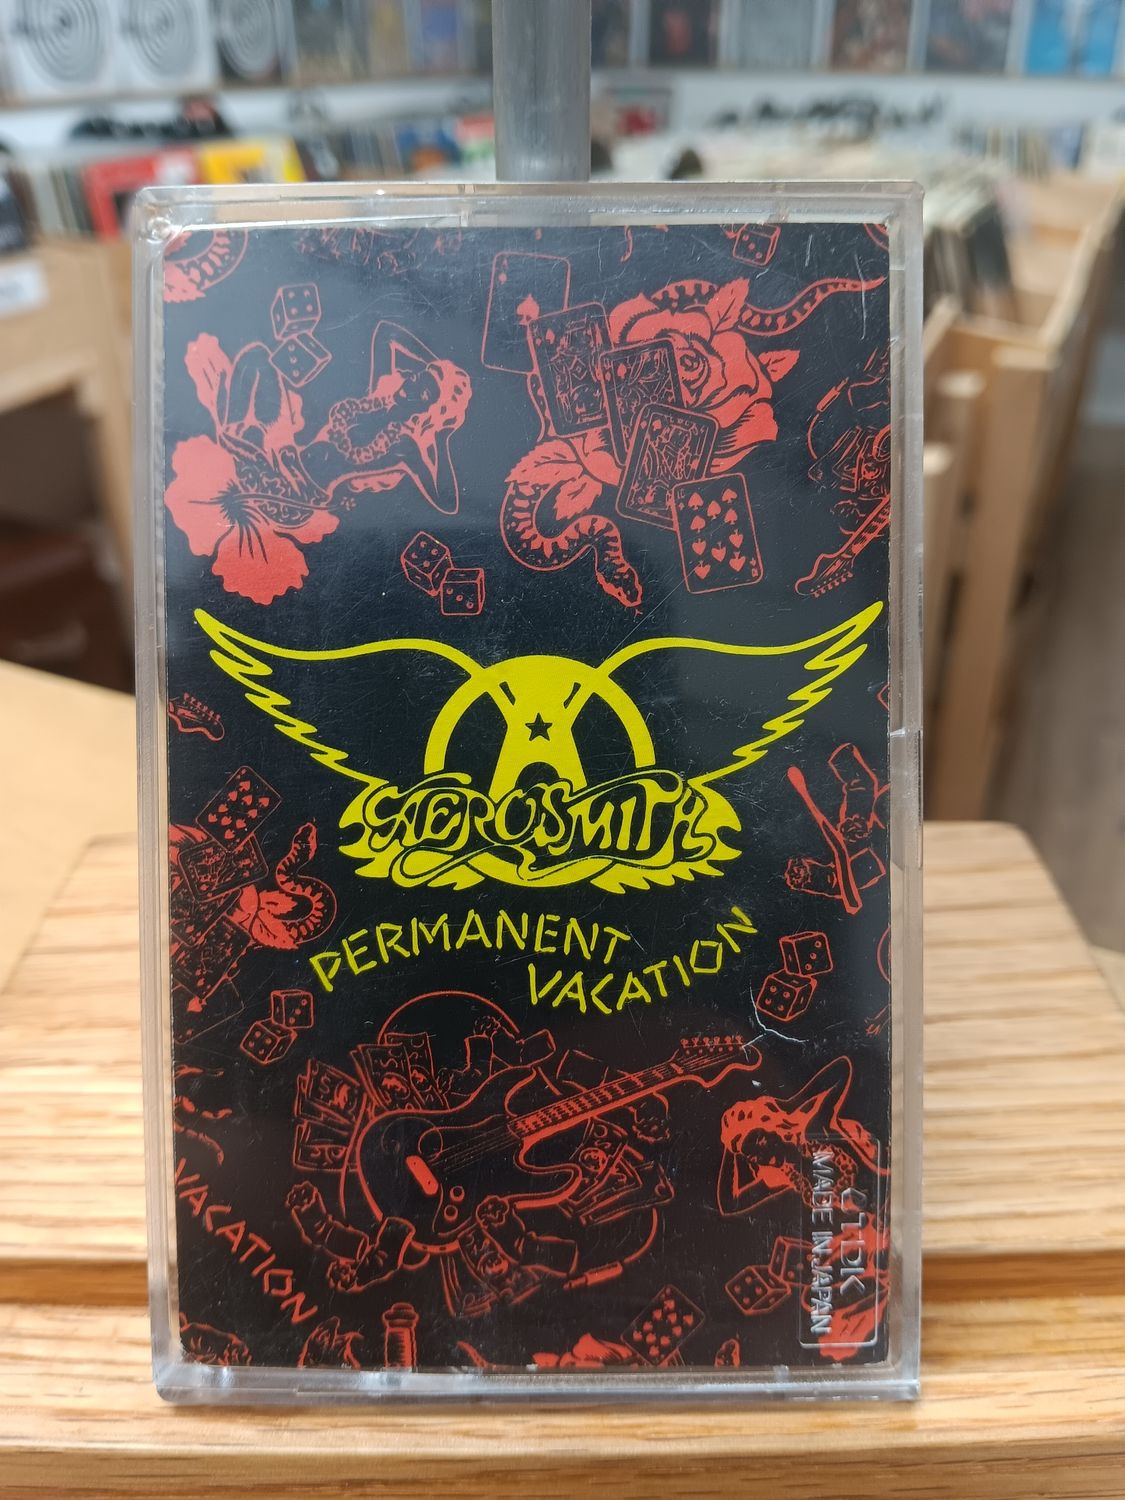 AEROSMITH
PERMANENT
VACATION
VACATION
TDK
MADE IN JAPAN